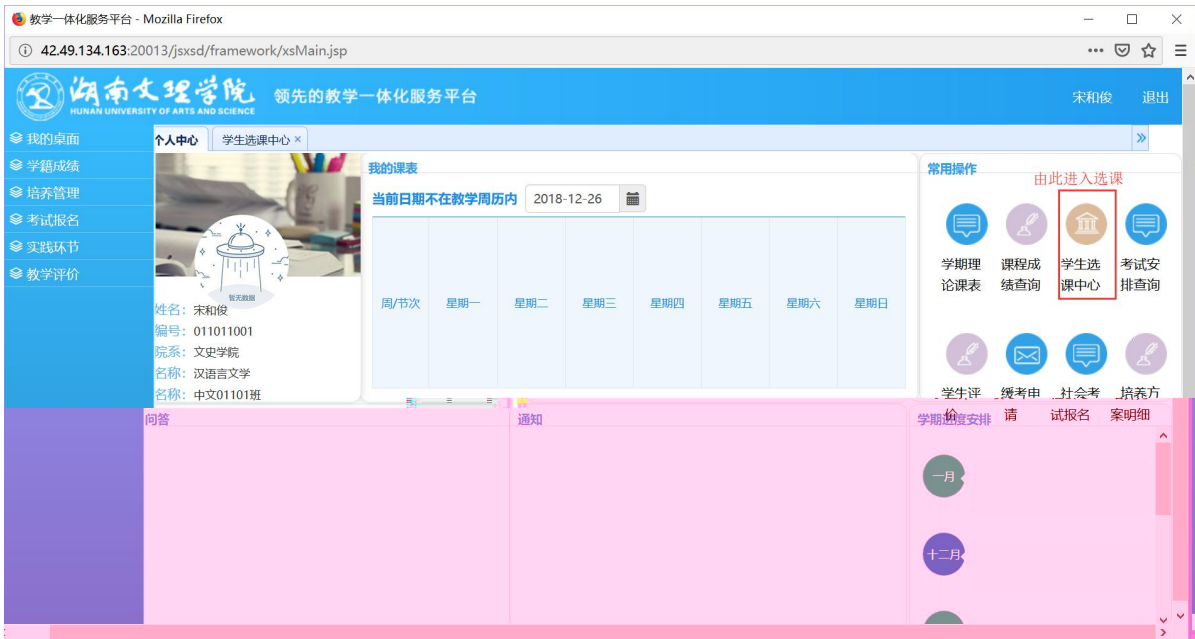 教学一体化服务平台 - Mozilla Firefox
42.49.134.163:20013/jsxsd/framework/xsMain.jsp
湖南文理学院
HUNAN UNIVERSITY OF ARTS AND SCIENCE
领先的教学一体化服务平台
宋和俊 退出
我的桌面
学籍成绩
培养管理
考试报名
实践环节
教学评价
个人中心 学生选课中心 ×
暂无数据
姓名：宋和俊
编号：011011001
院系：文史学院
名称：汉语言文学
名称：中文01101班
我的课表
当前日期不在教学周历内 2018-12-26
周/节次 星期一 星期二 星期三 星期四 星期五 星期六 星期日
常用操作
由此进入选课
学期理论课表
课程成绩查询
学生选课中心
考试安排查询
学生评价
缓考申请
社会考试报名
培养方案明细
问答
通知
学期进度安排
一月
十二月